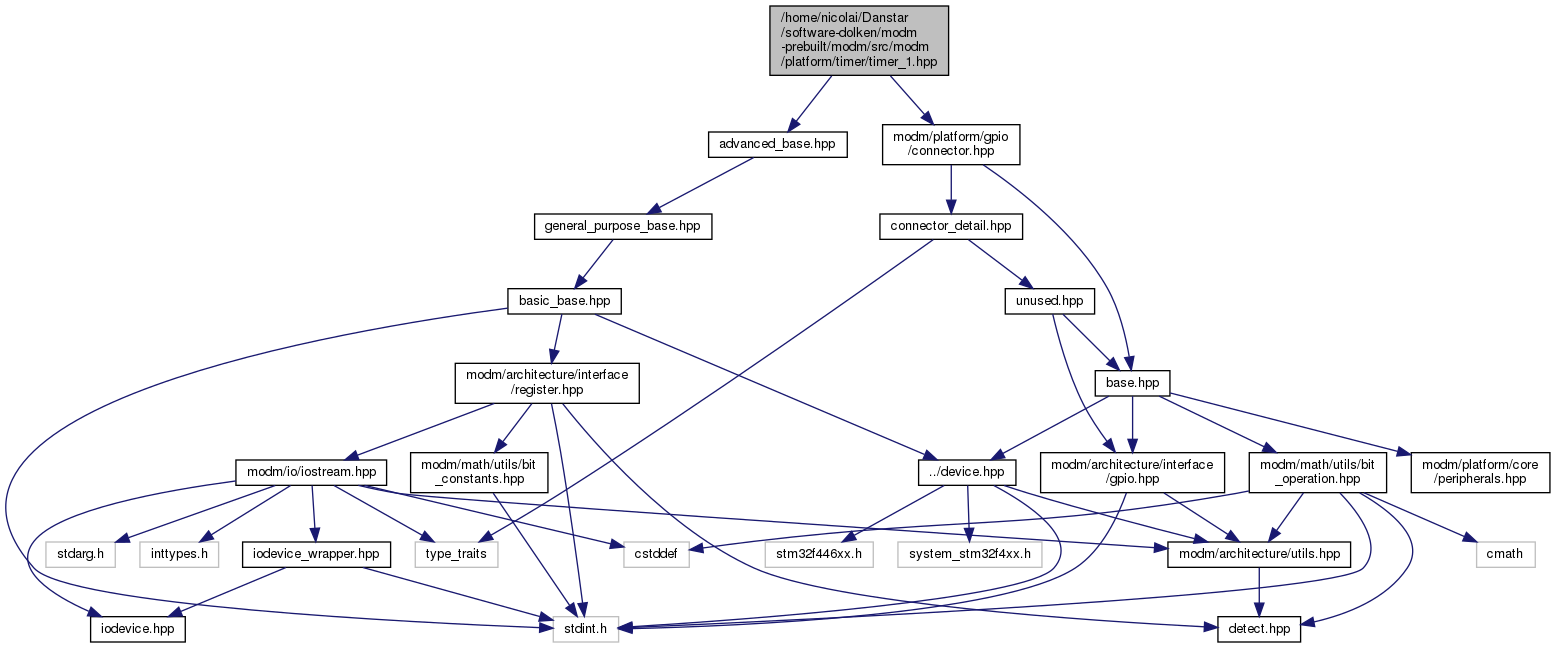 /home/nicolai/Danstar
/software-dolken/modm
-prebuilt/modm/src/modm
/platform/timer/timer_1.hpp
advanced_base.hpp
modm/platform/gpio
/connector.hpp
general_purpose_base.hpp
connector_detail.hpp
basic_base.hpp
unused.hpp
modm/architecture/interface
/register.hpp
base.hpp
modm/io/iostream.hpp
modm/math/utils/bit
_constants.hpp
../device.hpp
modm/architecture/interface
/gpio.hpp
modm/math/utils/bit
_operation.hpp
modm/platform/core
/peripherals.hpp
stdarg.h
inttypes.h
iodevice_wrapper.hpp
type_traits
cstddef
stm32f446xx.h
system_stm32f4xx.h
modm/architecture/utils.hpp
cmath
iodevice.hpp
stdint.h
detect.hpp